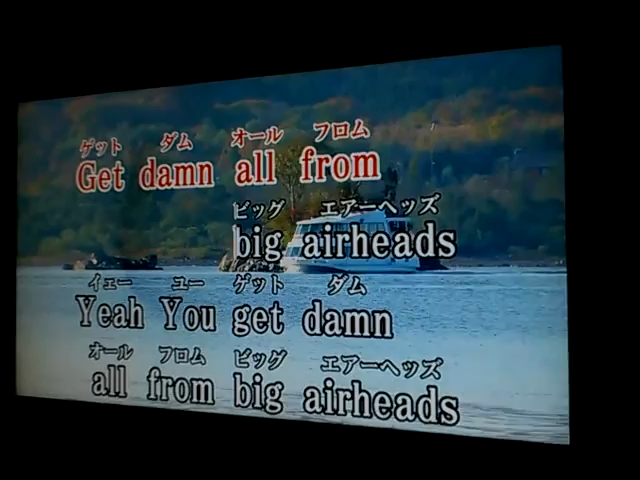 ゲット ダム オール フロム
Get damn all from
ビッグ エアーヘッズ
big airheads
イェー ユー ゲット ダム
Yeah You get damn
オール フロム ビッグ エアーヘッズ
all from big airheads